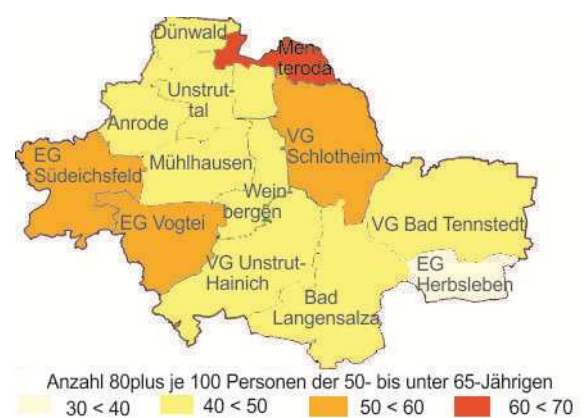 Dünwald
Men-
teroda
Unstrut-
tal
Anrode
VG
Schlotheim
EG
Südeichsfeld
Mühlhausen
Wein
bergen
EG Vogtei
VG Bad Tennstedt
VG Unstrut-
Hainich
EG
Herbsleben
Bad
Langensalza
Anzahl 80plus je 100 Personen der 50- bis unter 65-Jährigen
30 < 40 40 < 50 50 < 60 60 < 70